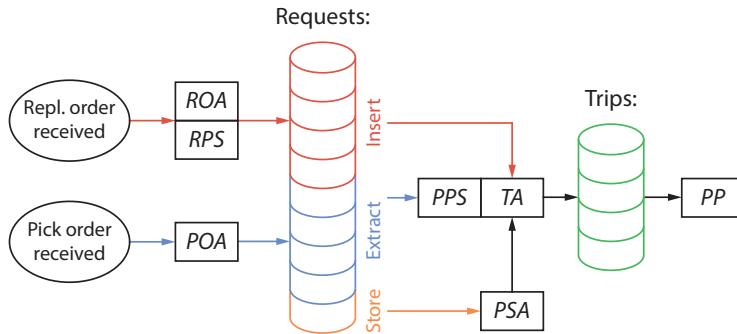 Requests:
Repl. order
received
ROA
RPS
Insert
Trips:
Pick order
received
POA
Extract
PPS
TA
PP
Store
PSA